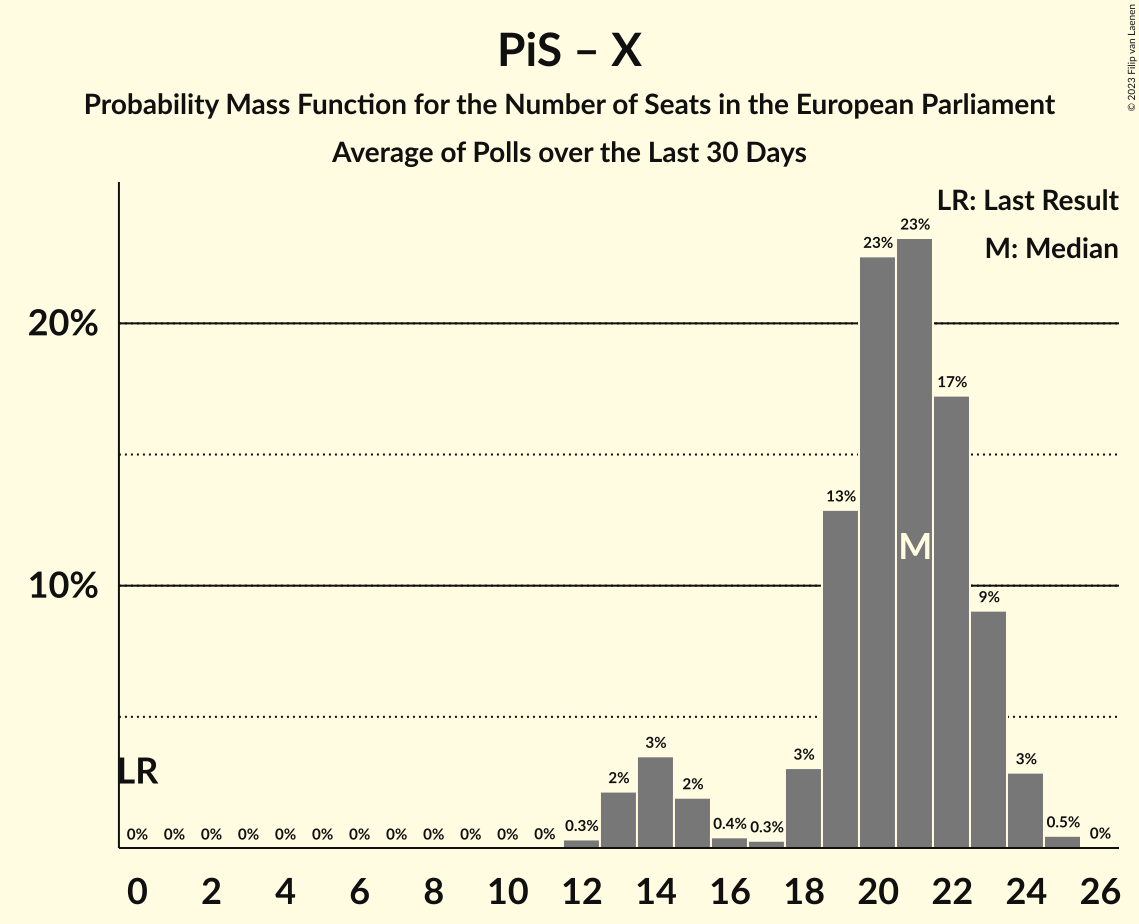 PiS – X
Probability Mass Function for the Number of Seats in the European Parliament
Average of Polls over the Last 30 Days
© 2023 Filip van Laenen
LR: Last Result
M: Median
20%
10%
LR
M
0% 0% 0% 0% 0% 0% 0% 0% 0% 0% 0% 0% 0.3% 2% 3% 2% 0.4% 0.3% 3% 13% 23% 23% 17% 9% 3% 0.5% 0%
0 2 4 6 8 10 12 14 16 18 20 22 24 26